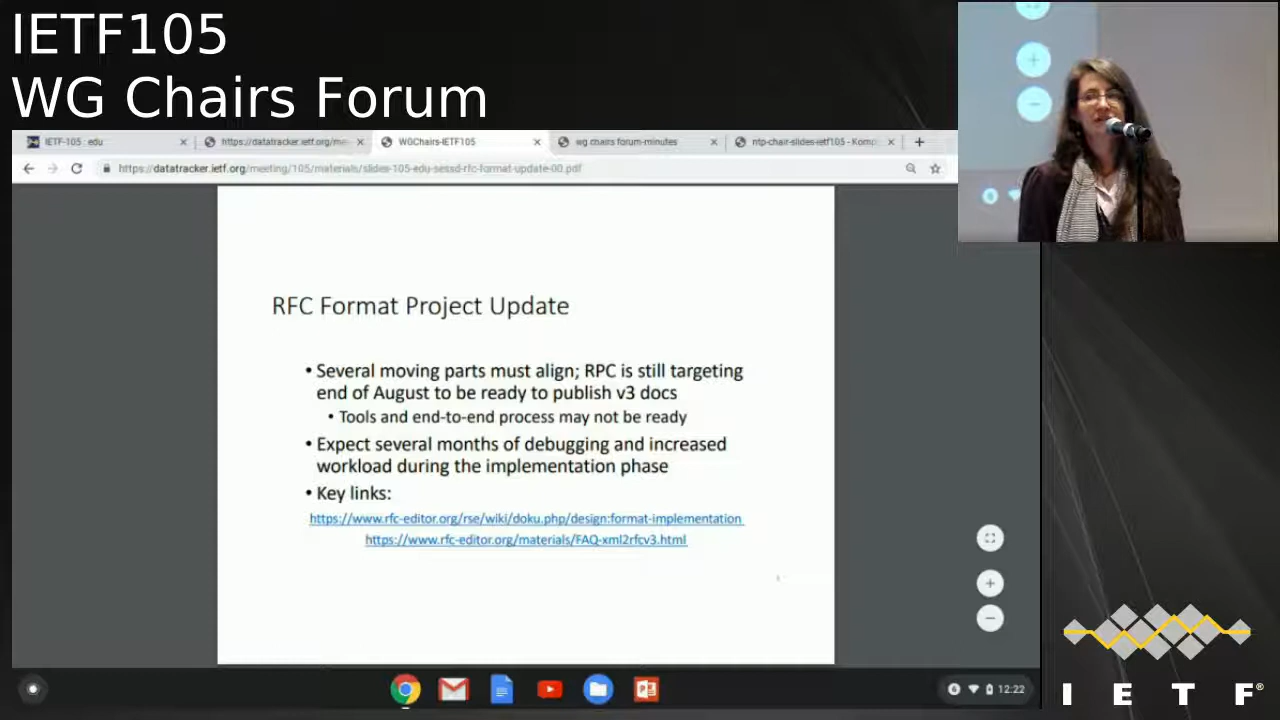 IETF105
WG Chairs Forum
IETF-105 : edu
https://datatracker.ietf.org/me
WGChairs-IETF105
wg chairs forum-minutes
ntp-chair-slides-ietf105 - Komp
https://datatracker.ietf.org/meeting/105/materials/slides-105-edu-sessd-rfc-format-update-00.pdf
RFC Format Project Update
• Several moving parts must align; RPC is still targeting
end of August to be ready to publish v3 docs
• Tools and end-to-end process may not be ready
• Expect several months of debugging and increased
workload during the implementation phase
• Key links:
https://www.rfc-editor.org/rse/wiki/doku.php/design:format-implementation
https://www.rfc-editor.org/materials/FAQ-xml2rfcv3.html
12:22
I E T F®